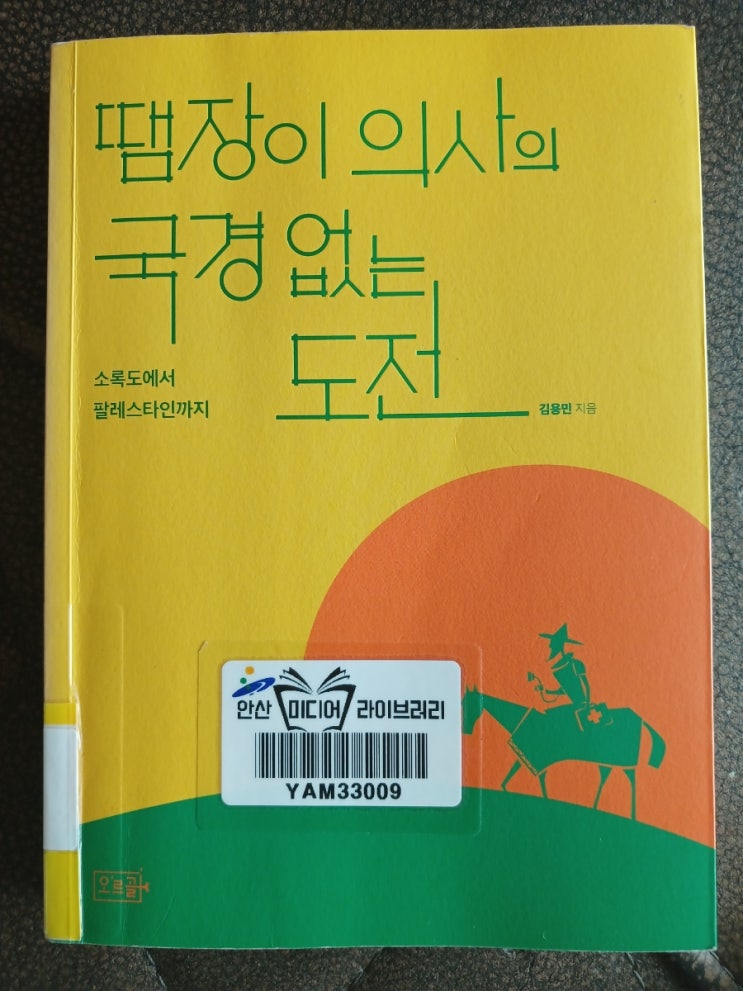 땜장이 의사의
국경 없는
도전
소록도에서
팔레스타인까지
김용민 지음
안산 미디어 라이브러리
YAM33009
오르골